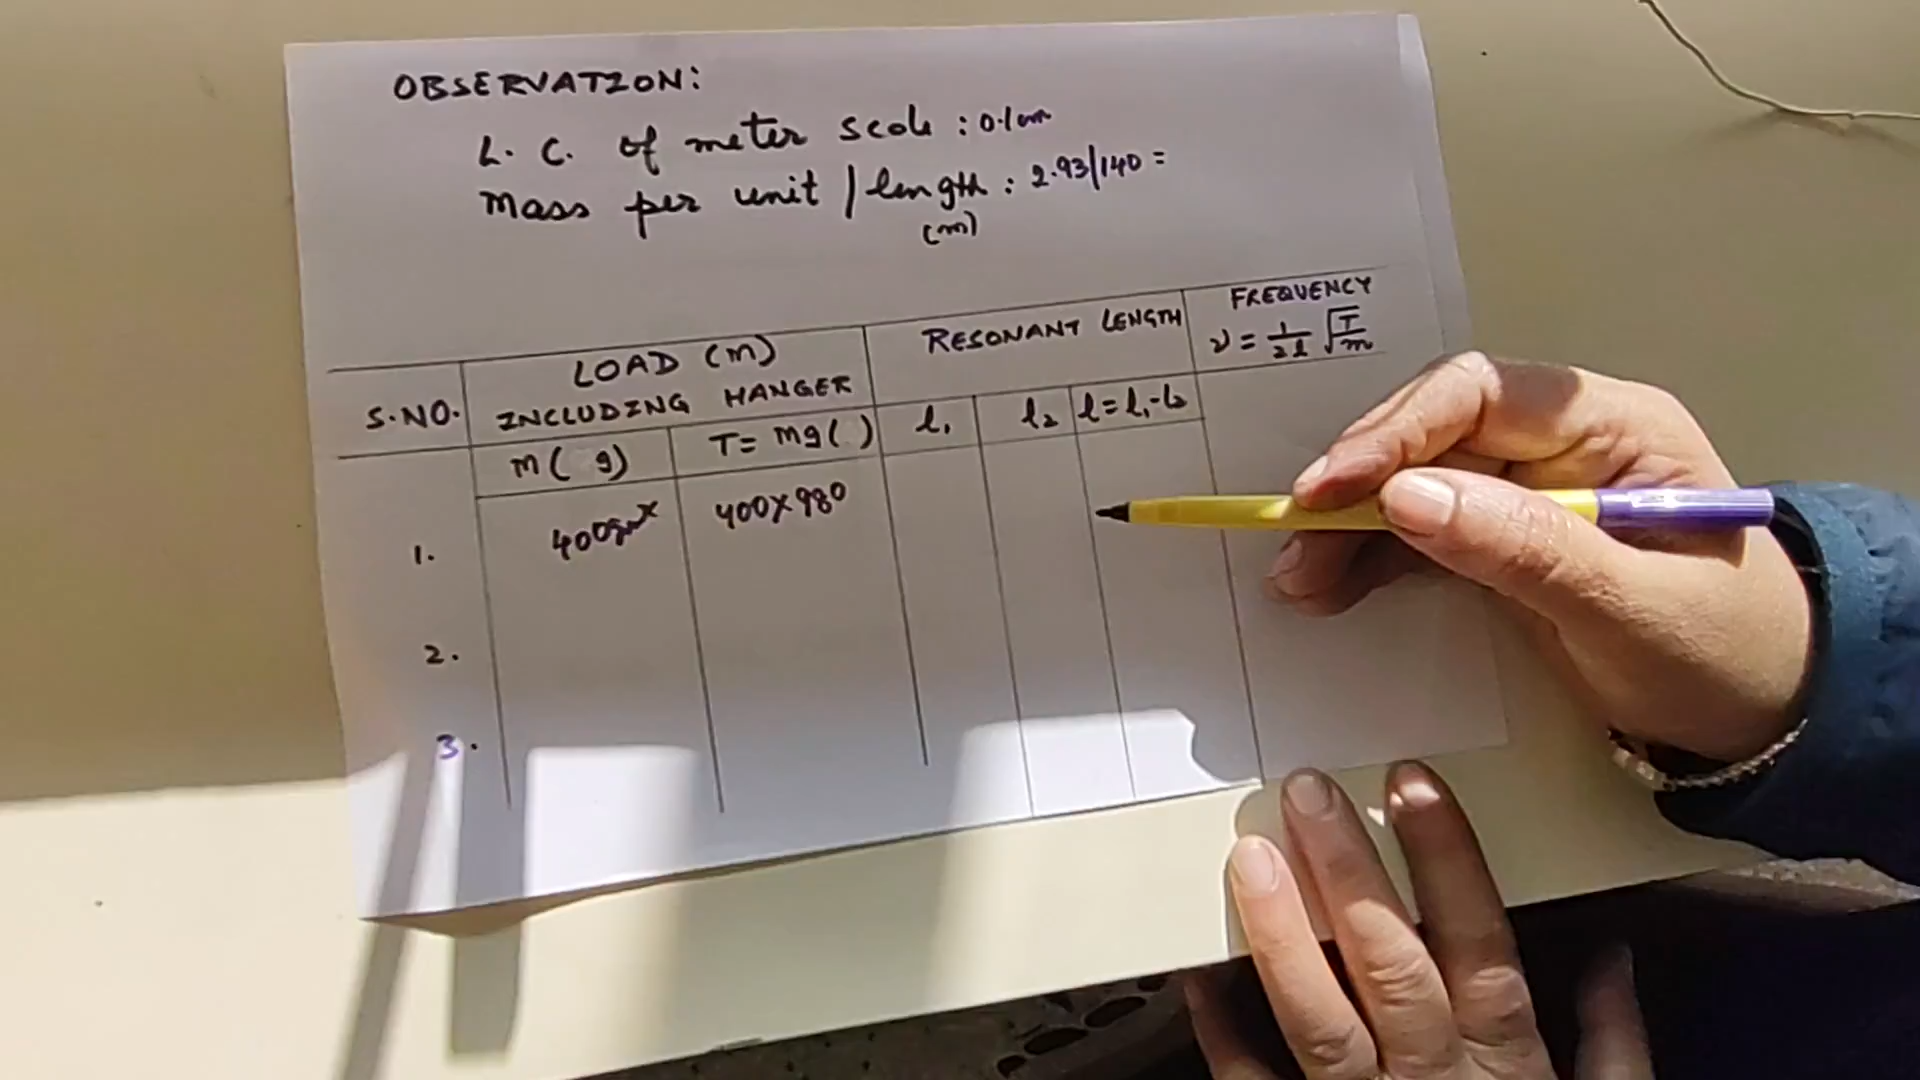 OBSERVATION:
L. C. of meter scale : 0.1cm
Mass per unit / length : 2.93/140 =
(m)
S.NO.
LOAD (M)
INCLUDING HANGER
RESONANT LENGTH
FREQUENCY
ν = 1/2l √T/m
M ( g)
T = Mg ( )
l₁
l₂
l = l₁-l₂
1.
400gm x
400x980
2.
3.